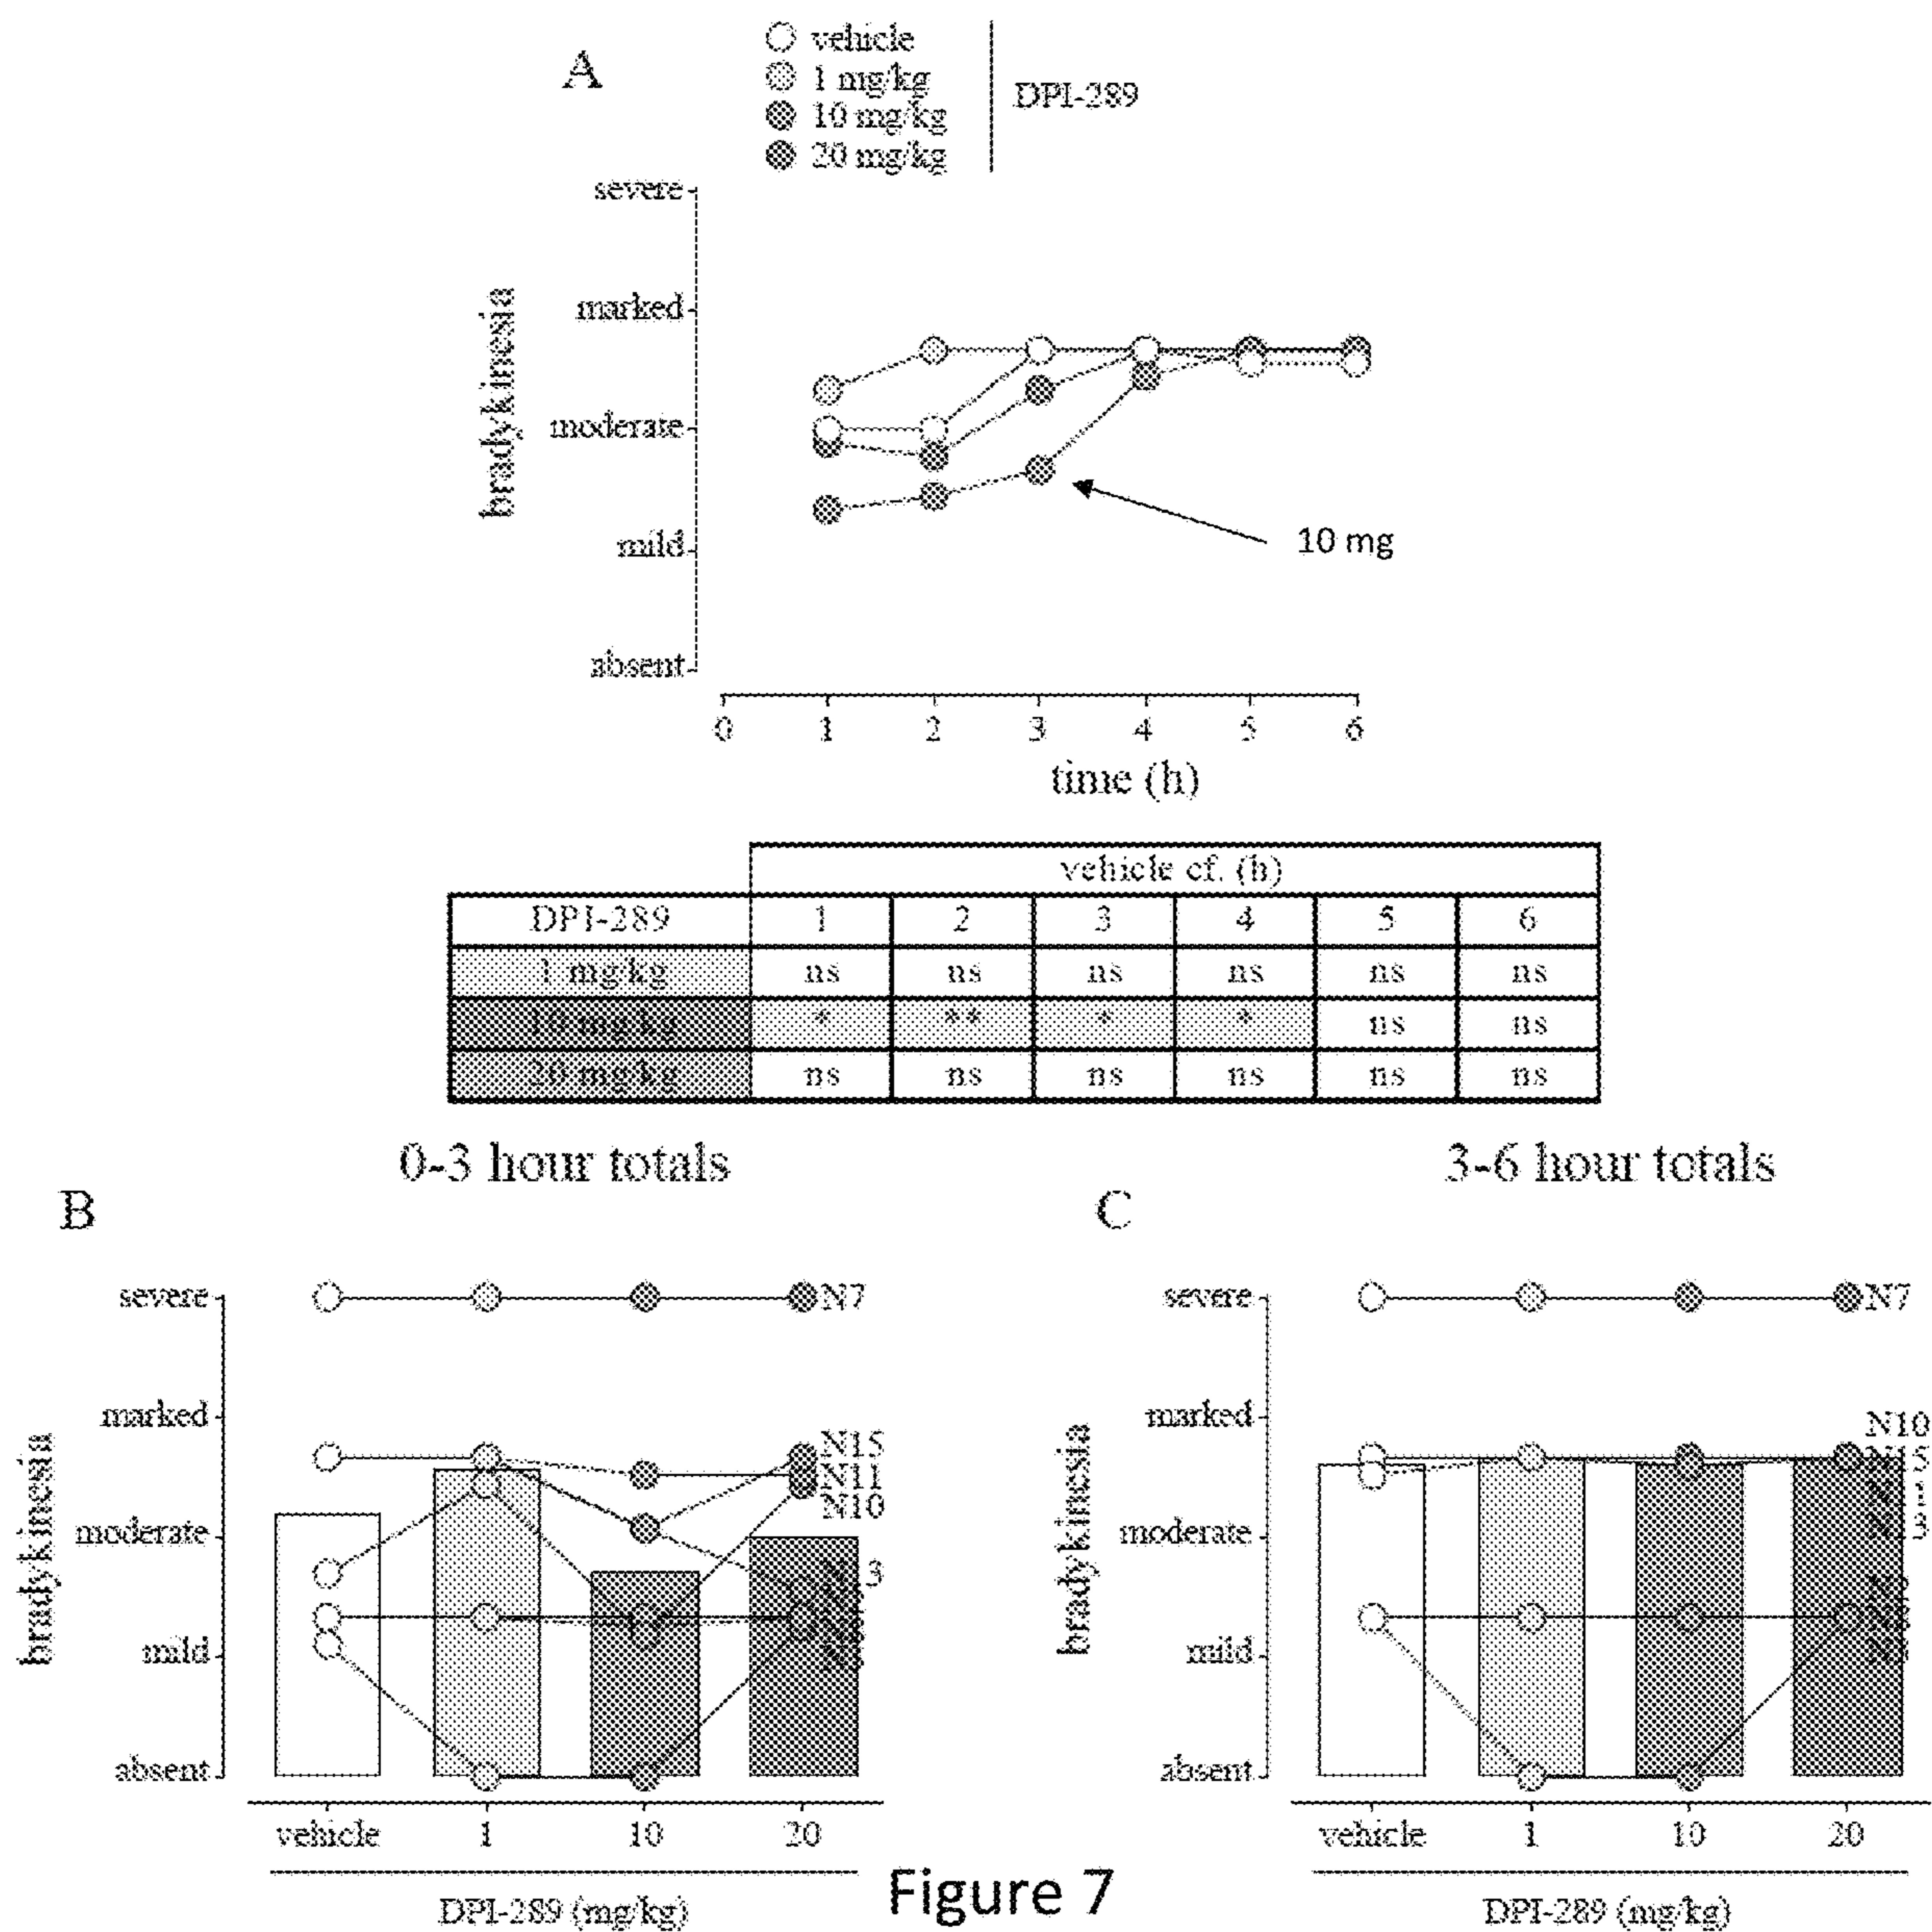 A
vehicle
1 mg/kg
10 mg/kg
20 mg/kg
DPI-289
severe
marked
moderate
mild
absent
bradykinesia
10 mg
0 1 2 3 4 5 6
time (h)
vehicle cf. (h)
DPI-289 1 2 3 4 5 6
1 mg/kg ns ns ns ns ns ns
10 mg/kg * ** * * ns ns
20 mg/kg ns ns ns ns ns ns
0-3 hour totals
B
severe
marked
moderate
mild
absent
bradykinesia
N7
N15
N11
N10
vehicle 1 10 20
DPI-289 (mg/kg)
3-6 hour totals
C
severe
marked
moderate
mild
absent
bradykinesia
N7
N10
N15
vehicle 1 10 20
DPI-289 (mg/kg)
Figure 7